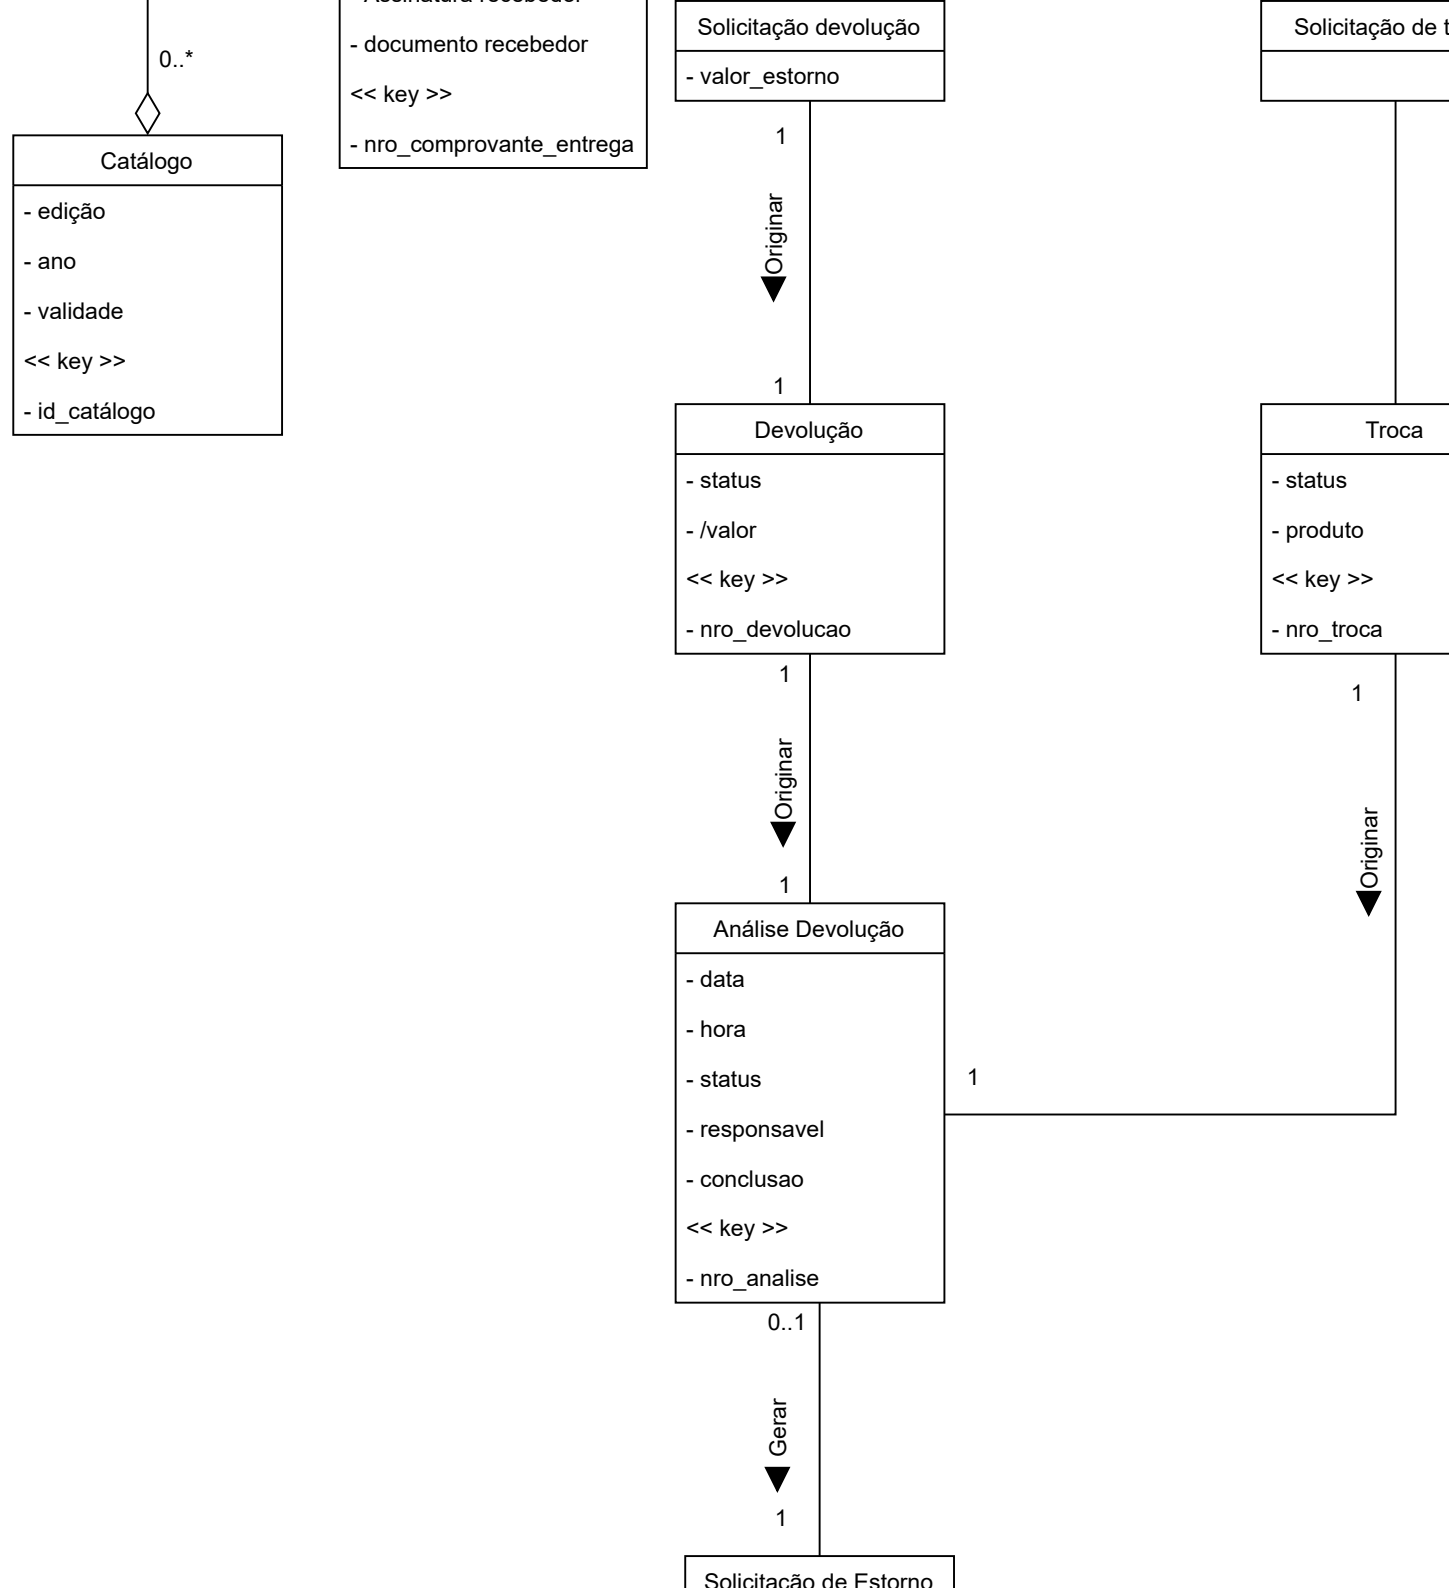 0..*
Catálogo
- edição
- ano
- validade
<< key >>
- id_catálogo
- documento recebedor
<< key >>
- nro_comprovante_entrega
Solicitação devolução
- valor_estorno
1
Originar
1
Devolução
- status
- /valor
<< key >>
- nro_devolucao
1
Originar
1
Análise Devolução
- data
- hora
- status
- responsavel
- conclusao
<< key >>
- nro_analise
0..1
Gerar
1
Solicitação de Estorno
Solicitação de
Troca
- status
- produto
<< key >>
- nro_troca
1
Originar
1